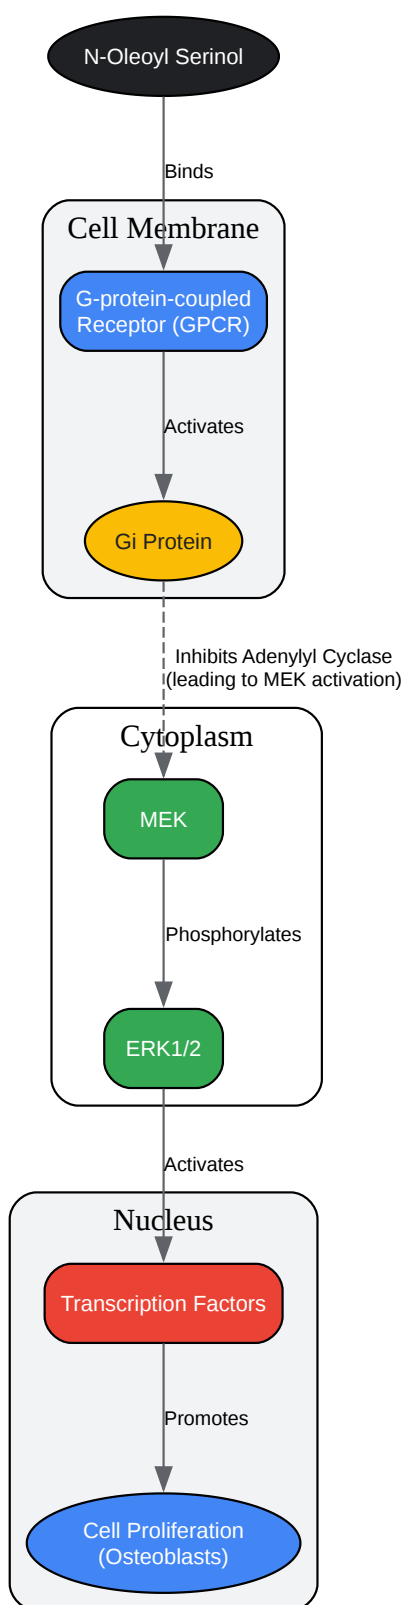 N-Oleoyl Serinol
Binds
Cell Membrane
G-protein-coupled
Receptor (GPCR)
Activates
Gi Protein
Inhibits Adenylyl Cyclase
(leading to MEK activation)
Cytoplasm
MEK
Phosphorylates
ERK1/2
Activates
Nucleus
Transcription Factors
Promotes
Cell Proliferation
(Osteoblasts)